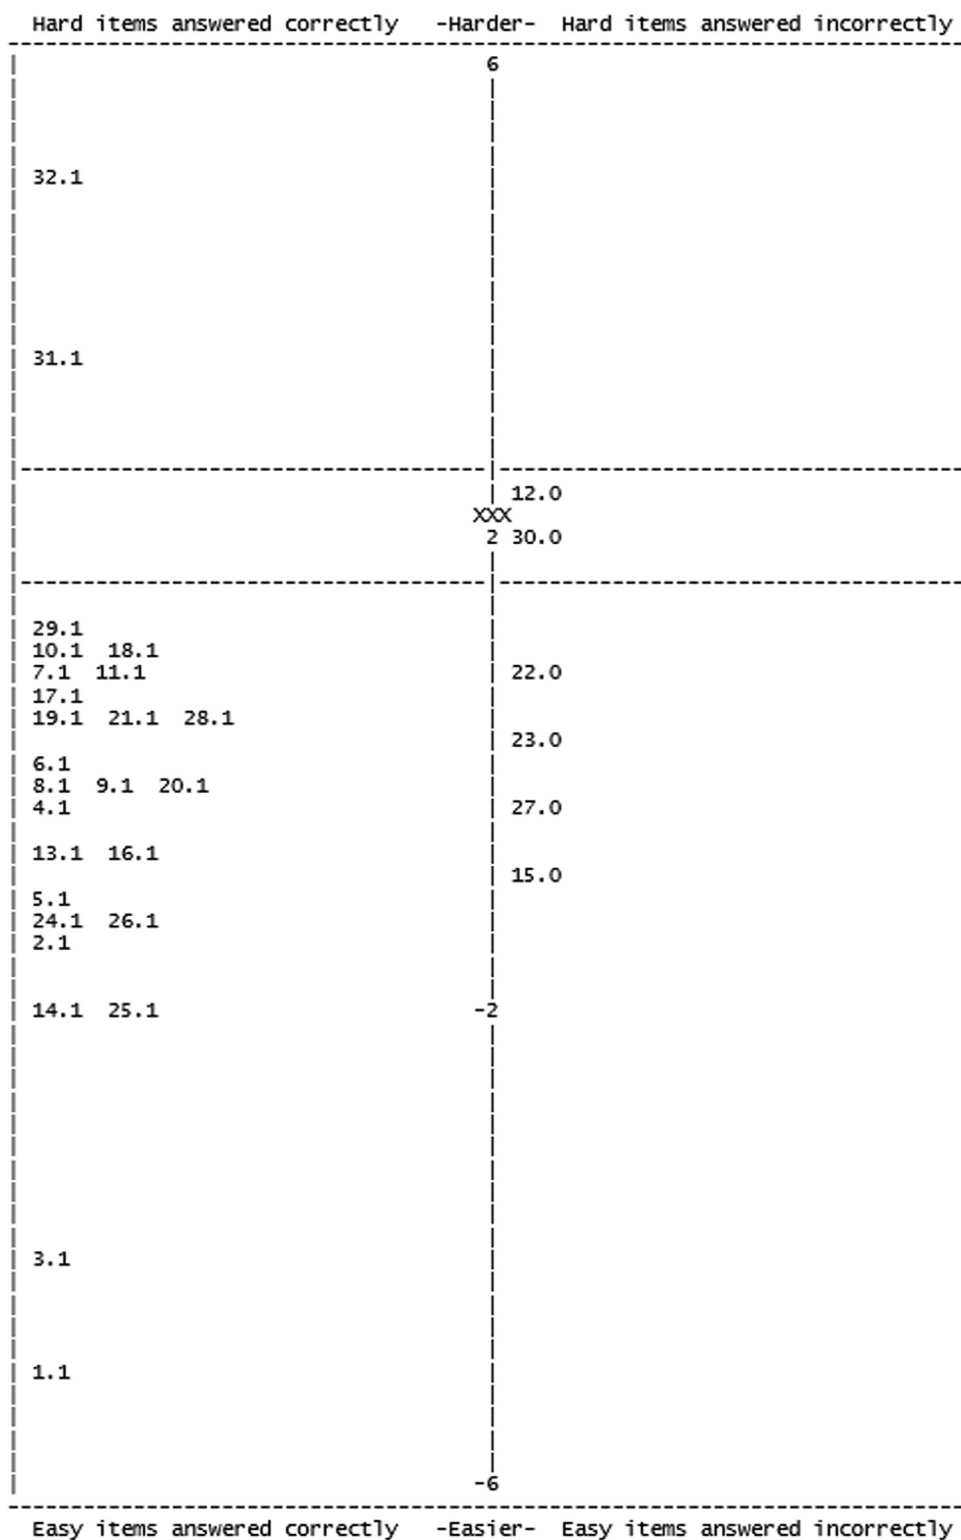 Hard items answered correctly -Harder- Hard items answered incorrectly
6
32.1
31.1
12.0
XXX
2 30.0
29.1
10.1 18.1
7.1 11.1 22.0
17.1
19.1 21.1 28.1
23.0
6.1
8.1 9.1 20.1
4.1 27.0
13.1 16.1
15.0
5.1
24.1 26.1
2.1
14.1 25.1 -2
3.1
1.1
-6
Easy items answered correctly -Easier- Easy items answered incorrectly